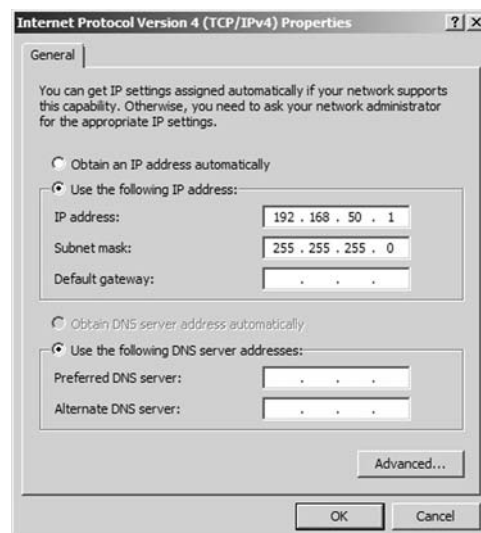 Internet Protocol Version 4 (TCP/IPv4) Properties ? X
General
You can get IP settings assigned automatically if your network supports
this capability. Otherwise, you need to ask your network administrator
for the appropriate IP settings.
Obtain an IP address automatically
Use the following IP address:
IP address: 192 . 168 . 50 . 1
Subnet mask: 255 . 255 . 255 . 0
Default gateway: . . .
Obtain DNS server address automatically
Use the following DNS server addresses:
Preferred DNS server: . . .
Alternate DNS server: . . .
Advanced...
OK Cancel